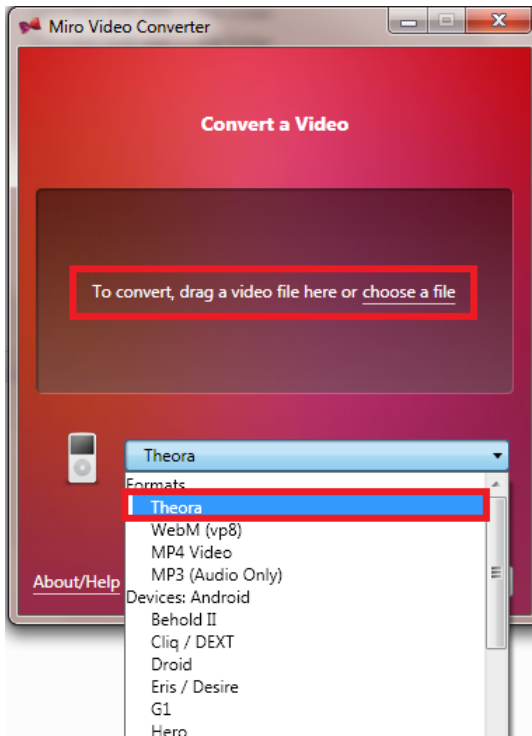 Miro Video Converter
Convert a Video
To convert, drag a video file here or choose a file
Theora
Formats
Theora
WebM (vp8)
MP4 Video
MP3 (Audio Only)
About/Help
Devices: Android
Behold II
Cliq / DEXT
Droid
Eris / Desire
G1
Hero